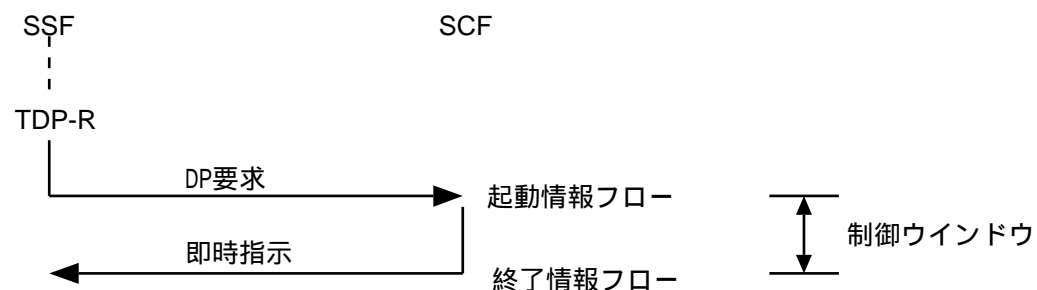 SSF
SCF
TDP-R
DP要求
起動情報フロー
制御ウインドウ
即時指示
終了情報フロー